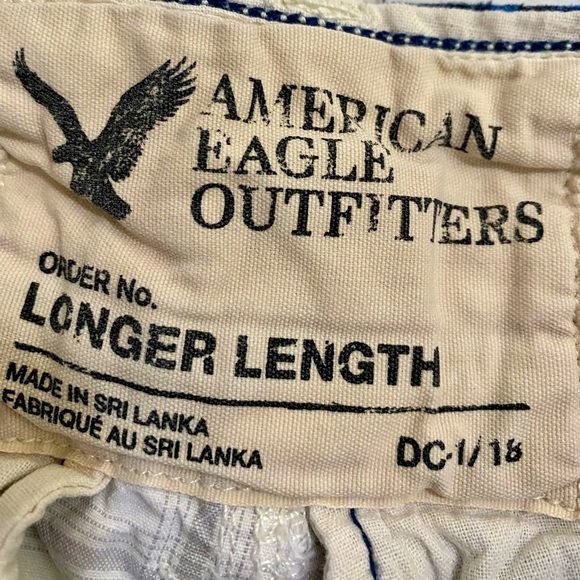 AMERICAN
EAGLE
OUTFITTERS
ORDER No.
LONGER LENGTH
MADE IN SRI LANKA
FABRIQUÉ AU SRI LANKA
DC-1/18